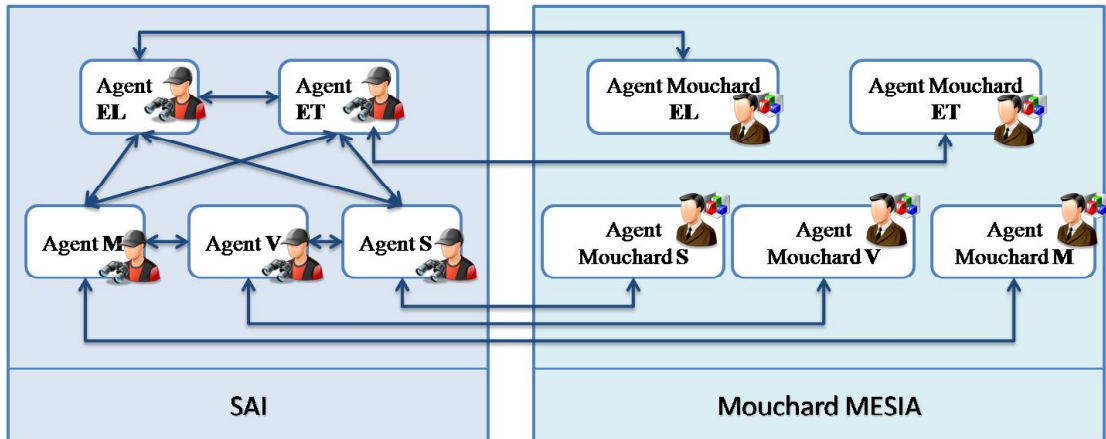 Agent
EL
Agent
ET
Agent M
Agent V
Agent S
SAI
Agent Mouchard
EL
Agent Mouchard
ET
Agent
Mouchard S
Agent
Mouchard V
Agent
Mouchard M
Mouchard MESIA